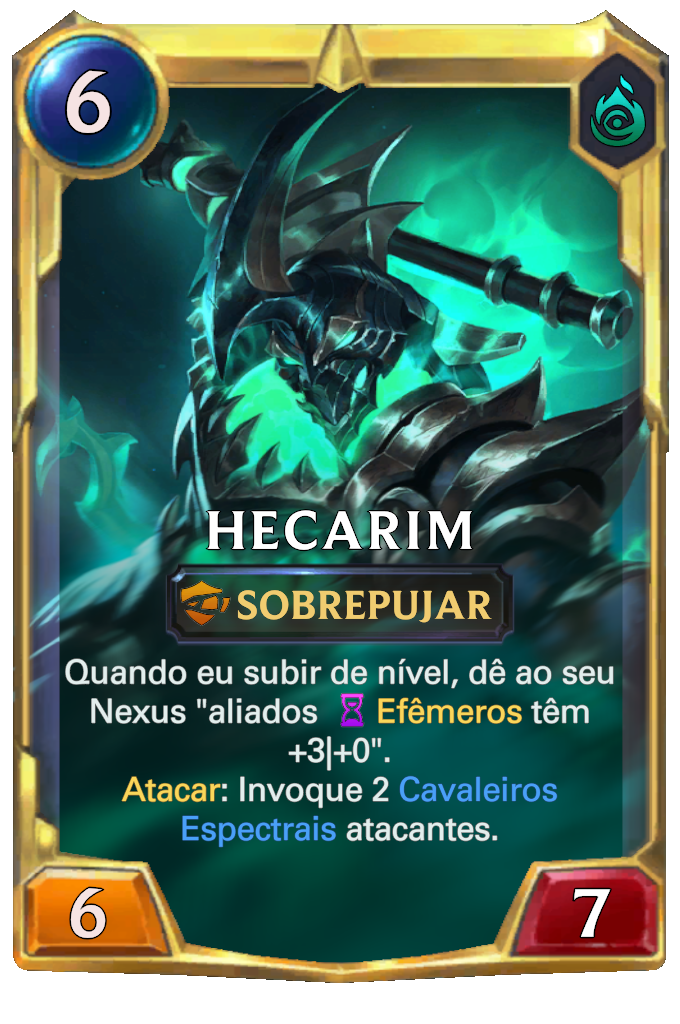 6
HECARIM
SOBREPUJAR
Quando eu subir de nível, dê ao seu
Nexus "aliados Efêmeros têm
+3|+0".
Atacar: Invoque 2 Cavaleiros
Espectrais atacantes.
6
7